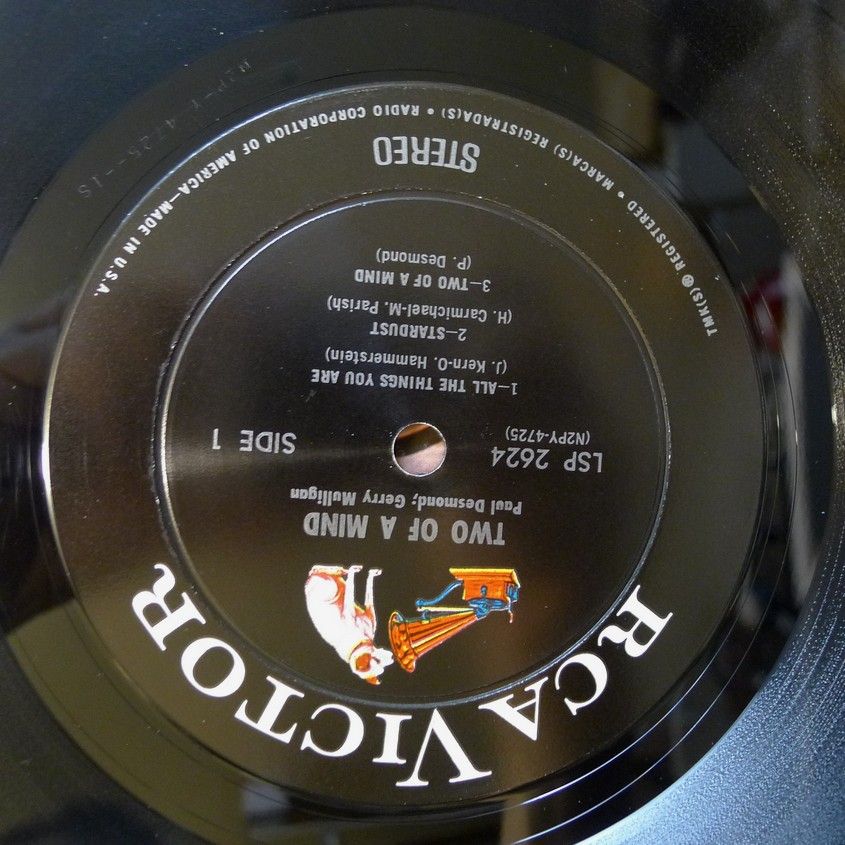 RCA VICTOR
TWO OF A MIND
Paul Desmond; Gerry Mulligan
LSP 2624
(N2PY-4725)
SIDE 1
1—ALL THE THINGS YOU ARE
(J. Kern-O. Hammerstein)
2—STARDUST
(H. Carmichael-M. Parish)
3—TWO OF A MIND
(P. Desmond)
STEREO
TMK(S) ® REGISTERED • MARCA(S) REGISTRADA(S) • RADIO CORPORATION OF AMERICA—MADE IN U.S.A.
N2PY-4725-1S